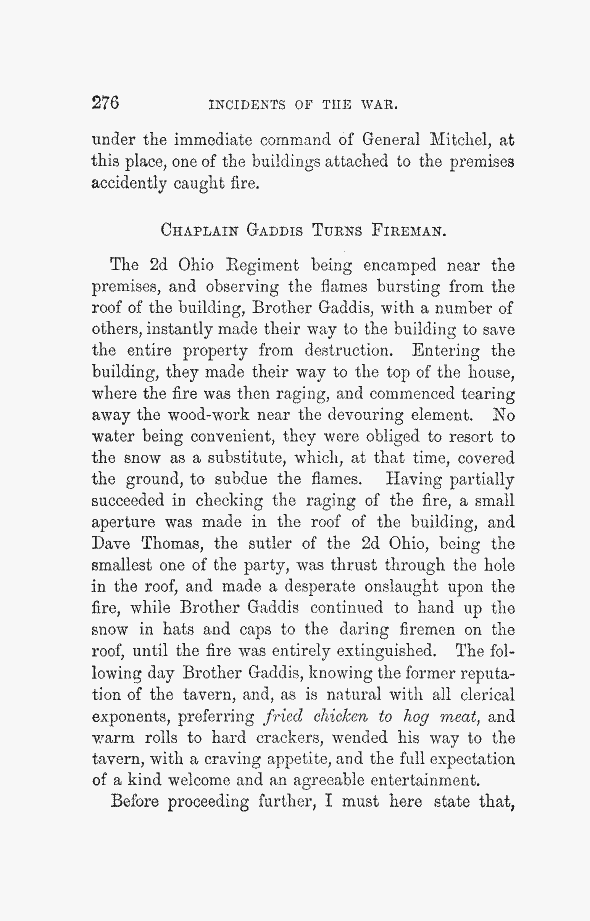 276 INCIDENTS OF THE WAR.
under the immediate command of General Mitchel, at
this place, one of the buildings attached to the premises
accidently caught fire.
CHAPLAIN GADDIS TURNS FIREMAN.
The 2d Ohio Regiment being encamped near the
premises, and observing the flames bursting from the
roof of the building, Brother Gaddis, with a number of
others, instantly made their way to the building to save
the entire property from destruction. Entering the
building, they made their way to the top of the house,
where the fire was then raging, and commenced tearing
away the wood-work near the devouring element. No
water being convenient, they were obliged to resort to
the snow as a substitute, which, at that time, covered
the ground, to subdue the flames. Having partially
succeeded in checking the raging of the fire, a small
aperture was made in the roof of the building, and
Dave Thomas, the sutler of the 2d Ohio, being the
smallest one of the party, was thrust through the hole
in the roof, and made a desperate onslaught upon the
fire, while Brother Gaddis continued to hand up the
snow in hats and caps to the daring firemen on the
roof, until the fire was entirely extinguished. The fol-
lowing day Brother Gaddis, knowing the former reputa-
tion of the tavern, and, as is natural with all clerical
exponents, preferring fried chicken to hog meat, and
warm rolls to hard crackers, wended his way to the
tavern, with a craving appetite, and the full expectation
of a kind welcome and an agreeable entertainment.
Before proceeding further, I must here state that,